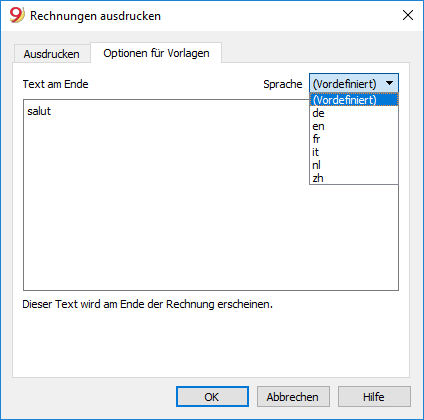 Rechnungen ausdrucken
Ausdrucken
Optionen für Vorlagen
Text am Ende
Sprache
(Vordefiniert)
salut
(Vordefiniert)
de
en
fr
it
nl
zh
Dieser Text wird am Ende der Rechnung erscheinen.
OK
Abbrechen
Hilfe